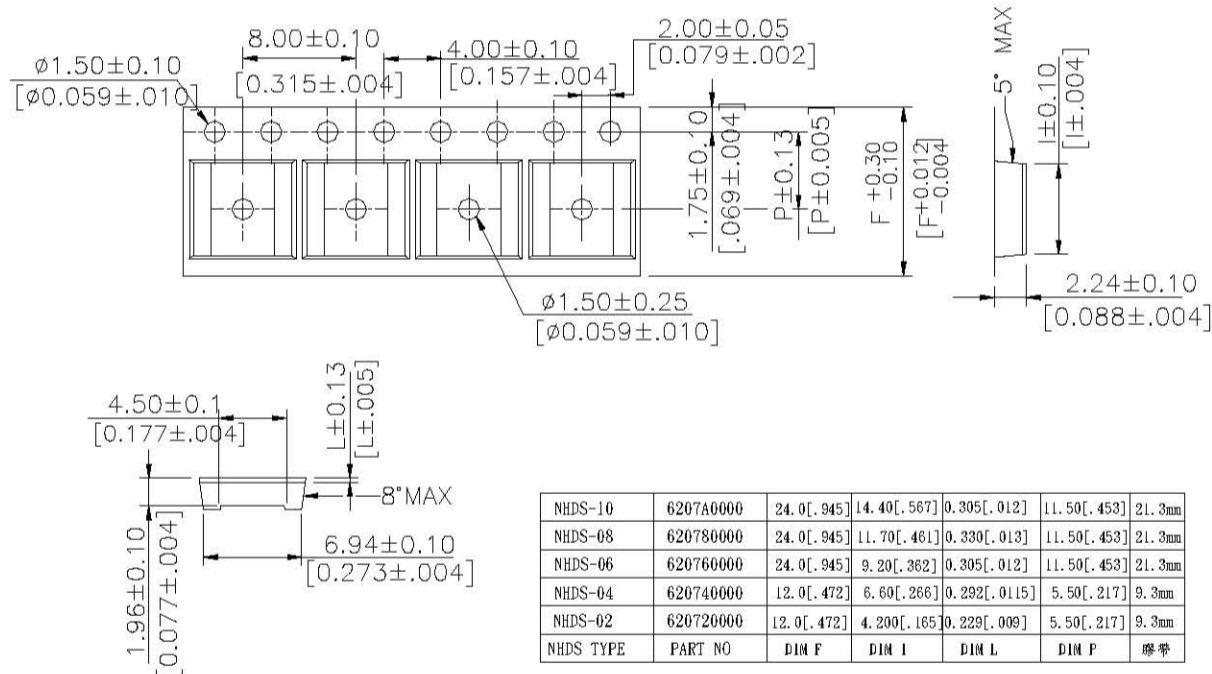 8.00±0.10
[0.315±.004]
4.00±0.10
[0.157±.004]
2.00±0.05
[0.079±.002]
ø1.50±0.10
[ø0.059±.010]
1.75±0.10
[.069±.004]
P±0.13
[P±0.005]
F +0.30 -0.10
[F+0.012 -0.004]
5° MAX
I±0.10
[I±.004]
ø1.50±0.25
[ø0.059±.010]
2.24±0.10
[0.088±.004]
4.50±0.1
[0.177±.004]
L±0.13
[L±.005]
8°MAX
6.94±0.10
[0.273±.004]
1.96±0.10
[0.077±.004]
NHDS-10 6207A0000 24.0[.945] 14.40[.567] 0.305[.012] 11.50[.453] 21.3mm
NHDS-08 620780000 24.0[.945] 11.70[.461] 0.330[.013] 11.50[.453] 21.3mm
NHDS-06 620760000 24.0[.945] 9.20[.362] 0.305[.012] 11.50[.453] 21.3mm
NHDS-04 620740000 12.0[.472] 6.60[.266] 0.292[.0115] 5.50[.217] 9.3mm
NHDS-02 620720000 12.0[.472] 4.200[.165] 0.229[.009] 5.50[.217] 9.3mm
NHDS TYPE PART NO DIM F DIM I DIM L DIM P 膠帶